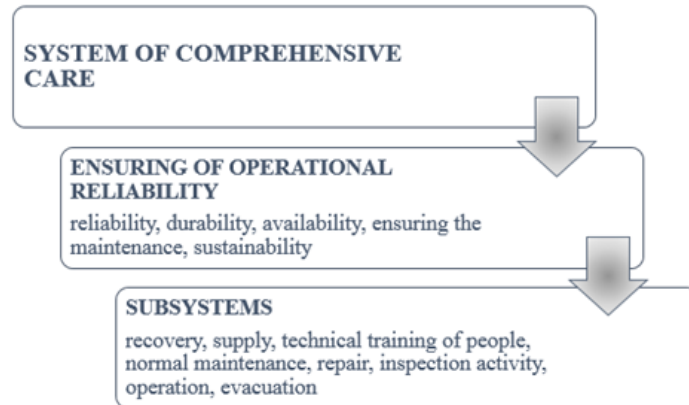 SYSTEM OF COMPREHENSIVE
CARE
ENSURING OF OPERATIONAL
RELIABILITY
reliability, durability, availability, ensuring the
maintenance, sustainability
SUBSYSTEMS
recovery, supply, technical training of people,
normal maintenance, repair, inspection activity,
operation, evacuation